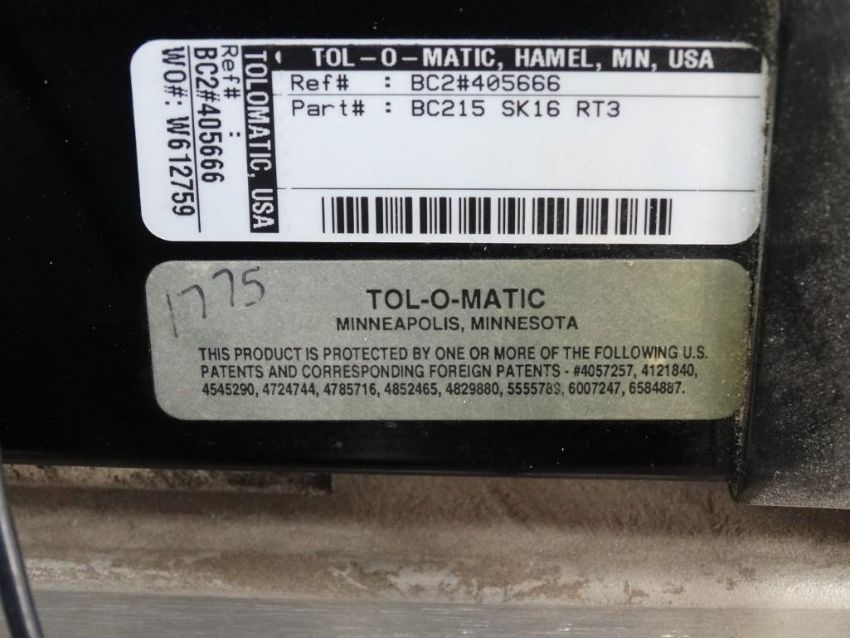 TOL-O-MATIC, HAMEL, MN, USA
Ref# : BC2#405666
Part# : BC215 SK16 RT3
TOLOMATIC, USA
Ref# :
BC2#405666
WO#: W612759
1775
TOL-O-MATIC
MINNEAPOLIS, MINNESOTA
THIS PRODUCT IS PROTECTED BY ONE OR MORE OF THE FOLLOWING U.S.
PATENTS AND CORRESPONDING FOREIGN PATENTS - #4057257, 4121840,
4545290, 4724744, 4785716, 4852465, 4829880, 5555789, 6007247, 6584887.